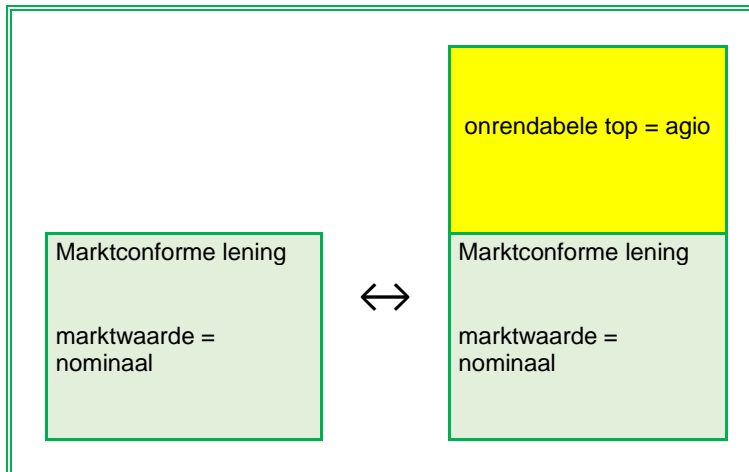 onrendabele top = agio
Marktconforme lening
marktwaarde =
nominaal
↔
Marktconforme lening
marktwaarde =
nominaal